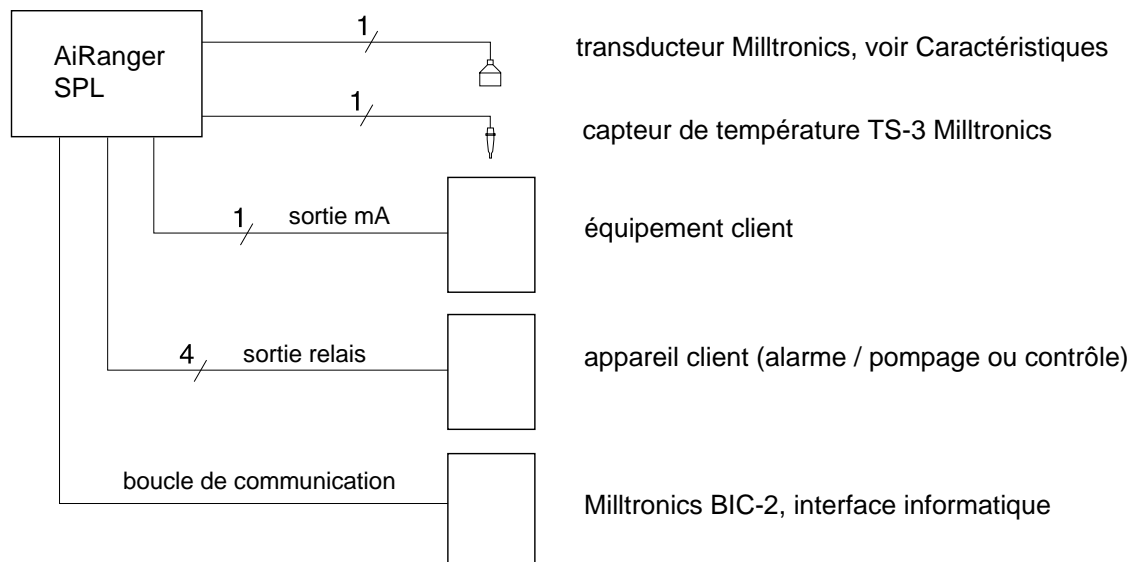 AiRanger
SPL
1
transducteur Milltronics, voir Caractéristiques
1
capteur de température TS-3 Milltronics
1
sortie mA
équipement client
4
sortie relais
appareil client (alarme / pompage ou contrôle)
boucle de communication
Milltronics BIC-2, interface informatique